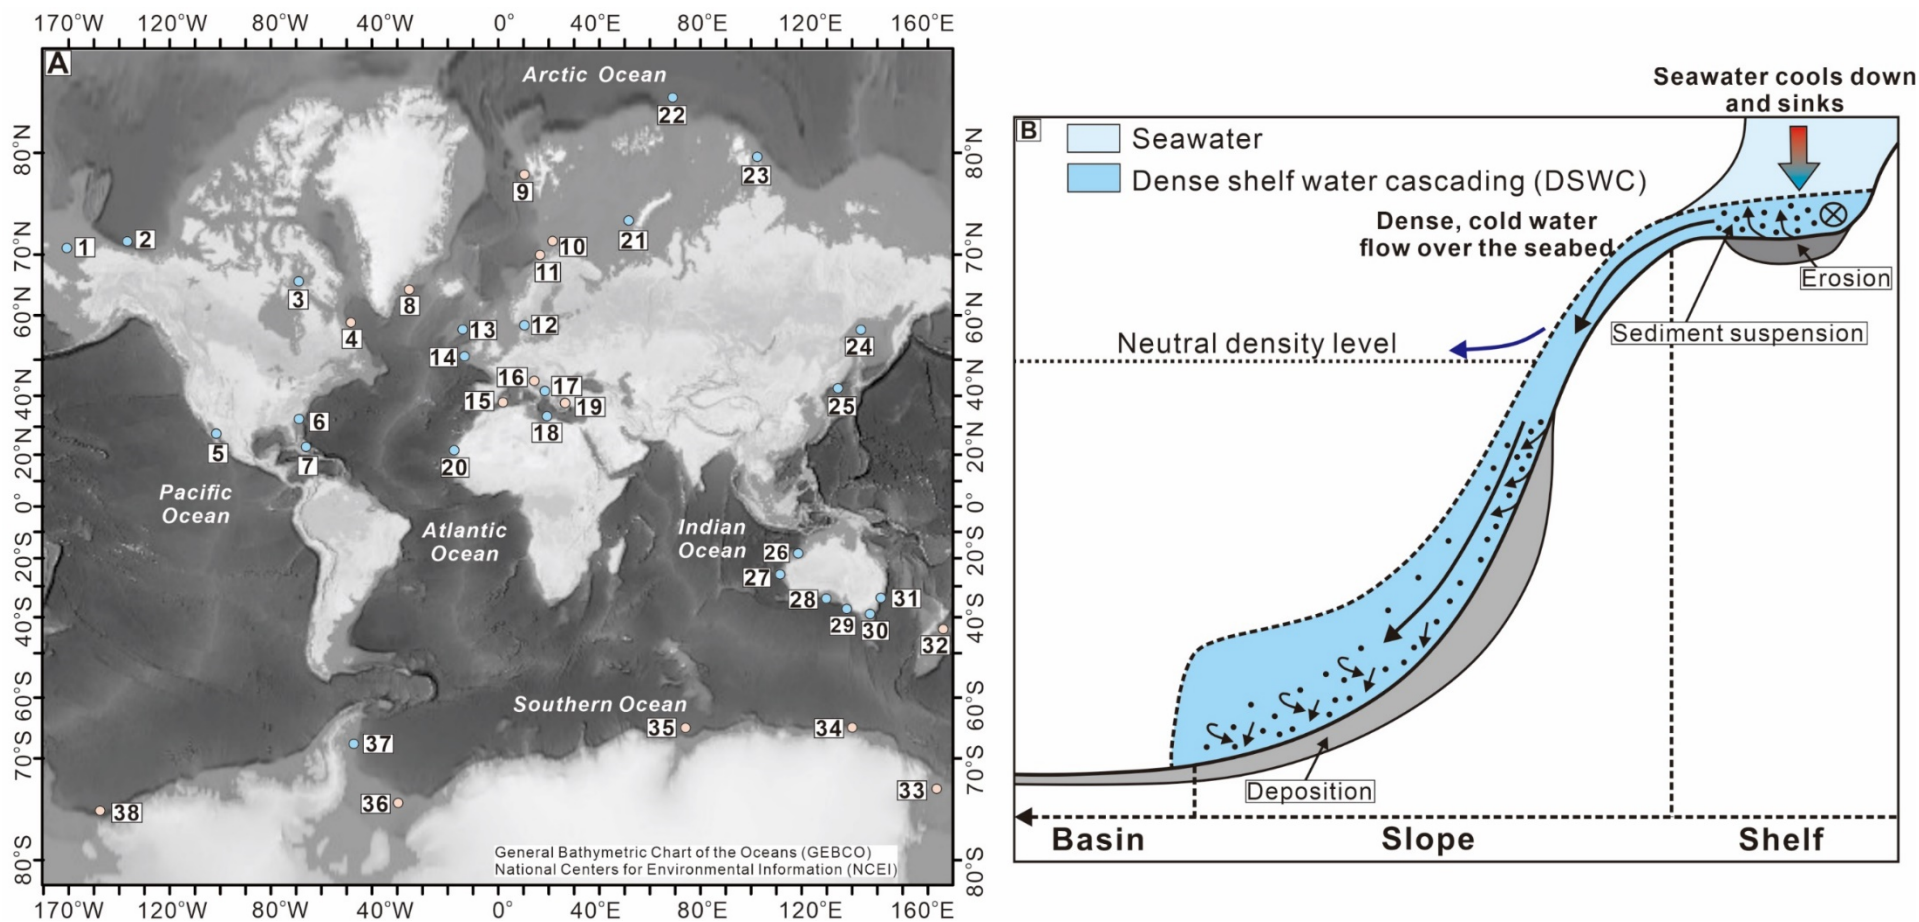 170°W 120°W 80°W 40°W 0° 40°E 80°E 120°E 160°E
A
Arctic Ocean
80°N
70°N
60°N
40°N
20°N
0°
20°S
40°S
60°S
70°S
80°S
80°N
70°N
60°N
40°N
20°N
0°
20°S
40°S
60°S
70°S
80°S
1
2
3
4
5
6
7
8
9
10
11
12
13
14
15
16
17
18
19
20
21
22
23
24
25
26
27
28
29
30
31
32
33
34
35
36
37
38
Pacific
Ocean
Atlantic
Ocean
Indian
Ocean
Southern Ocean
General Bathymetric Chart of the Oceans (GEBCO)
National Centers for Environmental Information (NCEI)
170°W 120°W 80°W 40°W 0° 40°E 80°E 120°E 160°E
Seawater cools down
and sinks
B
Seawater
Dense shelf water cascading (DSWC)
Dense, cold water
flow over the seabed
Erosion
Sediment suspension
Neutral density level
Deposition
Basin Slope Shelf